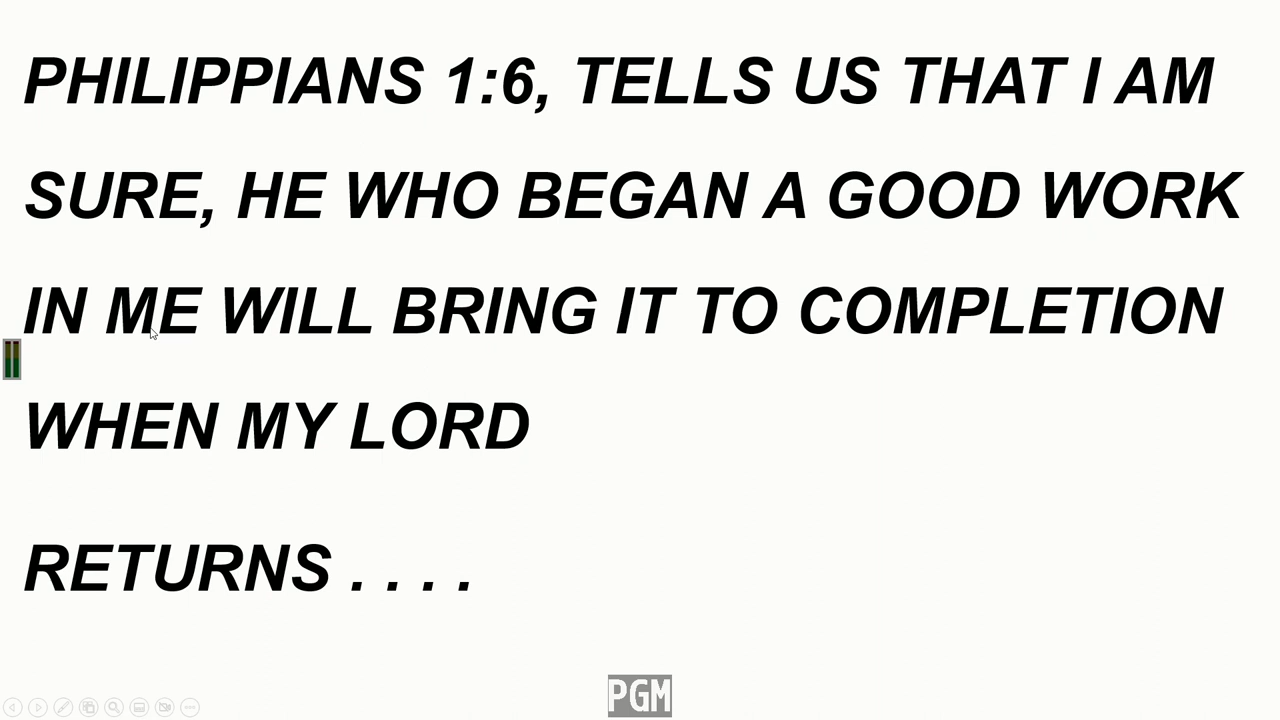 PHILIPPIANS 1:6, TELLS US THAT I AM
SURE, HE WHO BEGAN A GOOD WORK
IN ME WILL BRING IT TO COMPLETION
WHEN MY LORD
RETURNS . . . .
PGM